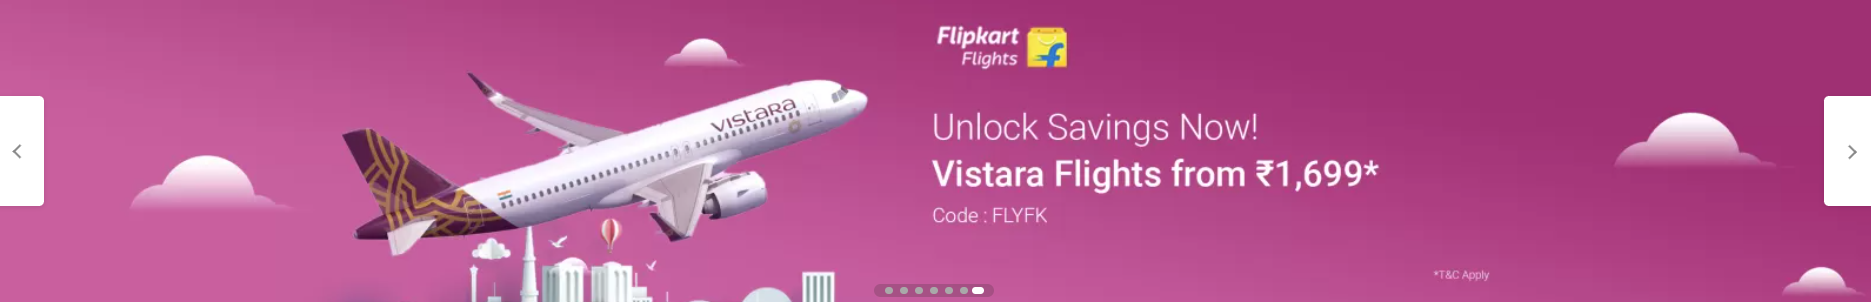 Flipkart
Flights
VISTARA
Unlock Savings Now!
Vistara Flights from ₹1,699*
Code : FLYFK
*T&C Apply